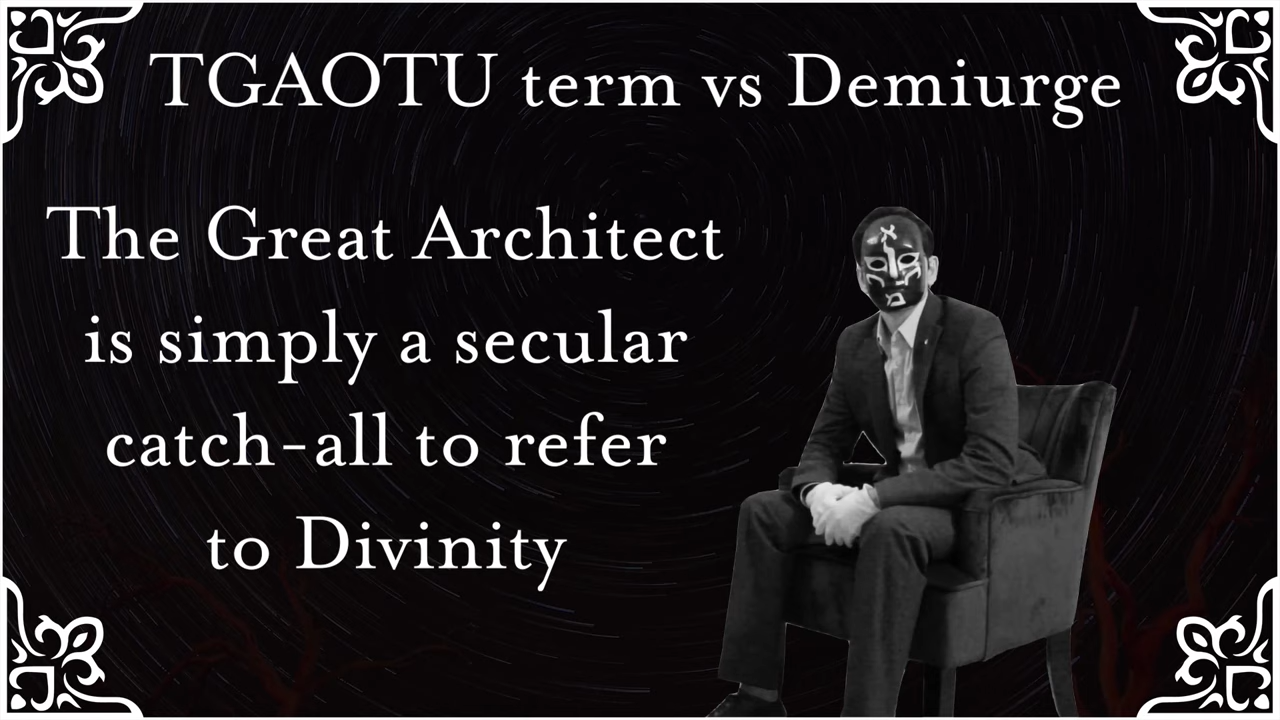 TGAOTU term vs Demiurge
The Great Architect
is simply a secular
catch-all to refer
to Divinity